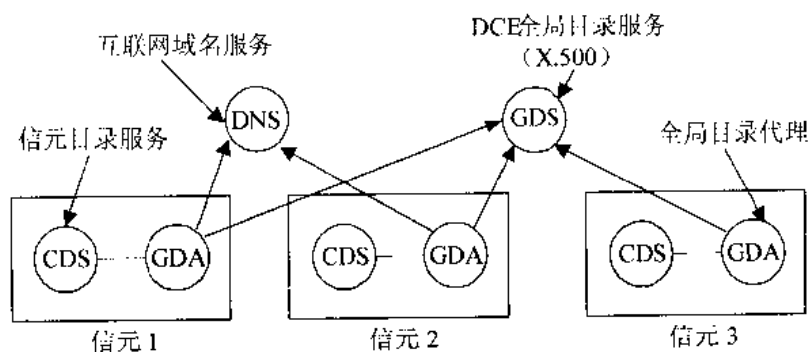 互联网域名服务
DCE全局目录服务
（X.500）
DNS
GDS
信元目录服务
全局目录代理
CDS
GDA
CDS
GDA
CDS
GDA
信元 1
信元 2
信元 3